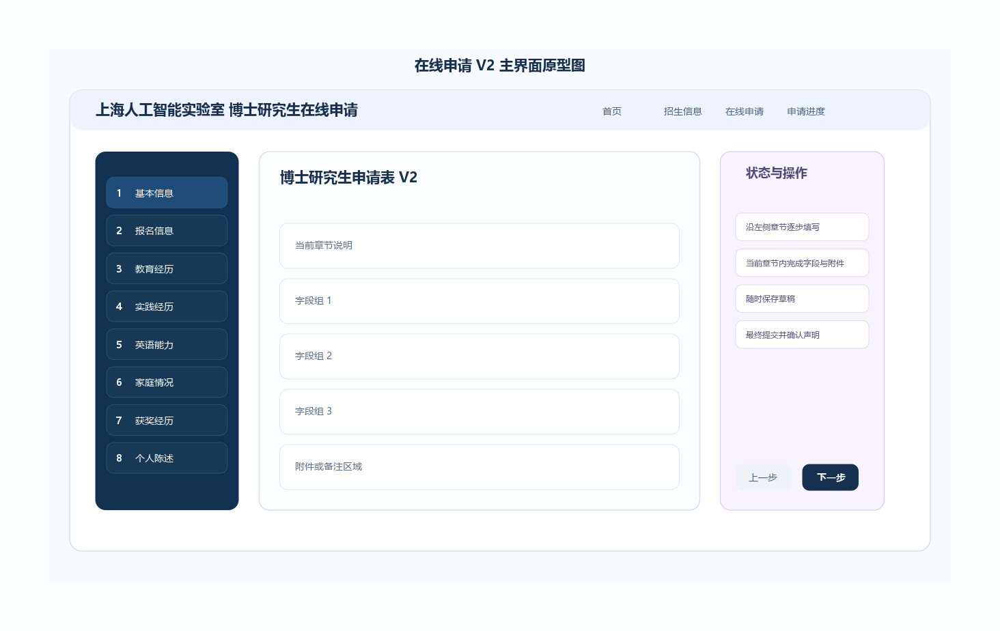 在线申请 V2 主界面原型图
上海人工智能实验室 博士研究生在线申请
首页
招生信息
在线申请
申请进度
1 基本信息
2 报名信息
3 教育经历
4 实践经历
5 英语能力
6 家庭情况
7 获奖经历
8 个人陈述
博士研究生申请表 V2
当前章节说明
字段组 1
字段组 2
字段组 3
附件或备注区域
状态与操作
沿左侧章节逐步填写
当前章节内完成字段与附件
随时保存草稿
最终提交并确认声明
上一步
下一步